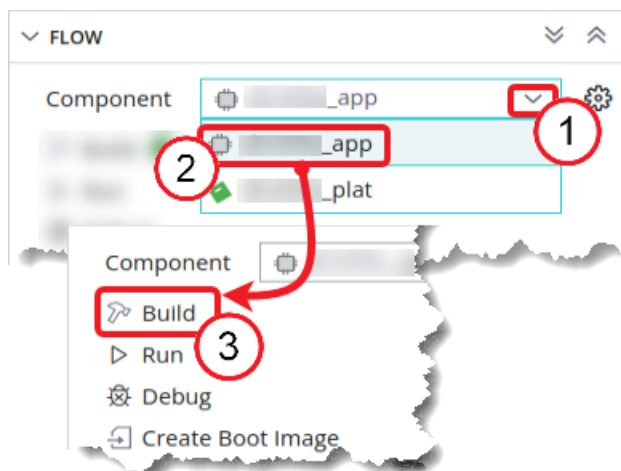 FLOW
Component _app
1
2 _app
_plat
Component
Build
3
Run
Debug
Create Boot Image